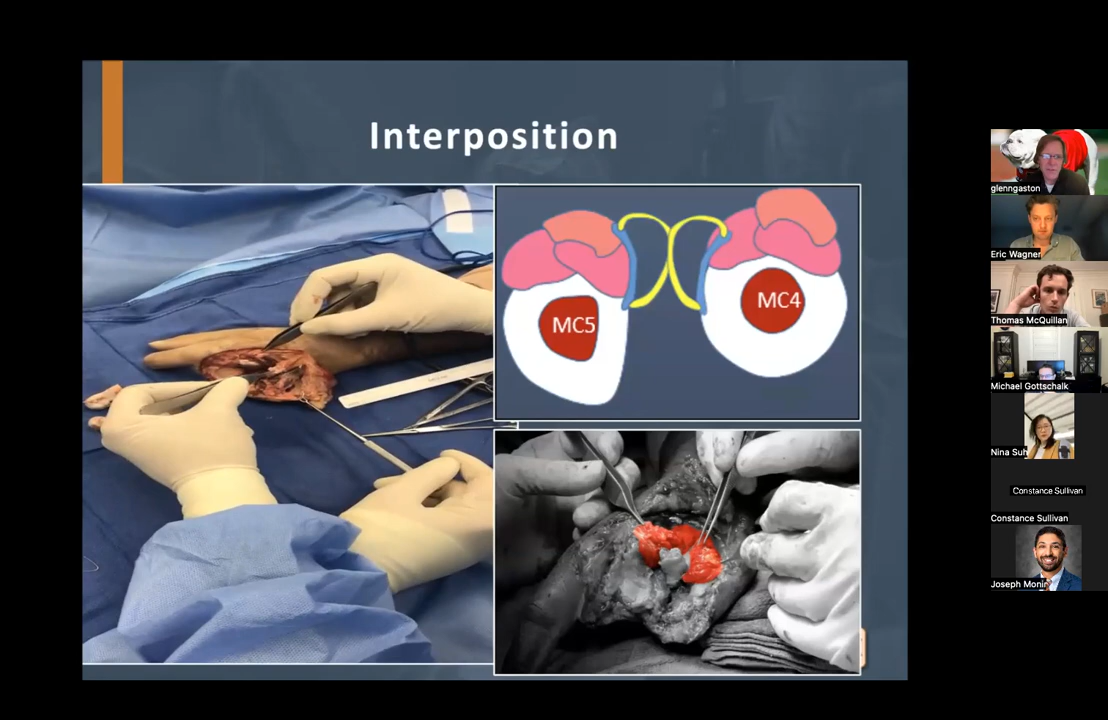 Interposition
MC5
MC4
glenngaston
Eric Wagner
Thomas McQuillan
Michael Gottschalk
Nina Suh
Constance Sullivan
Constance Sullivan
Joseph Monir